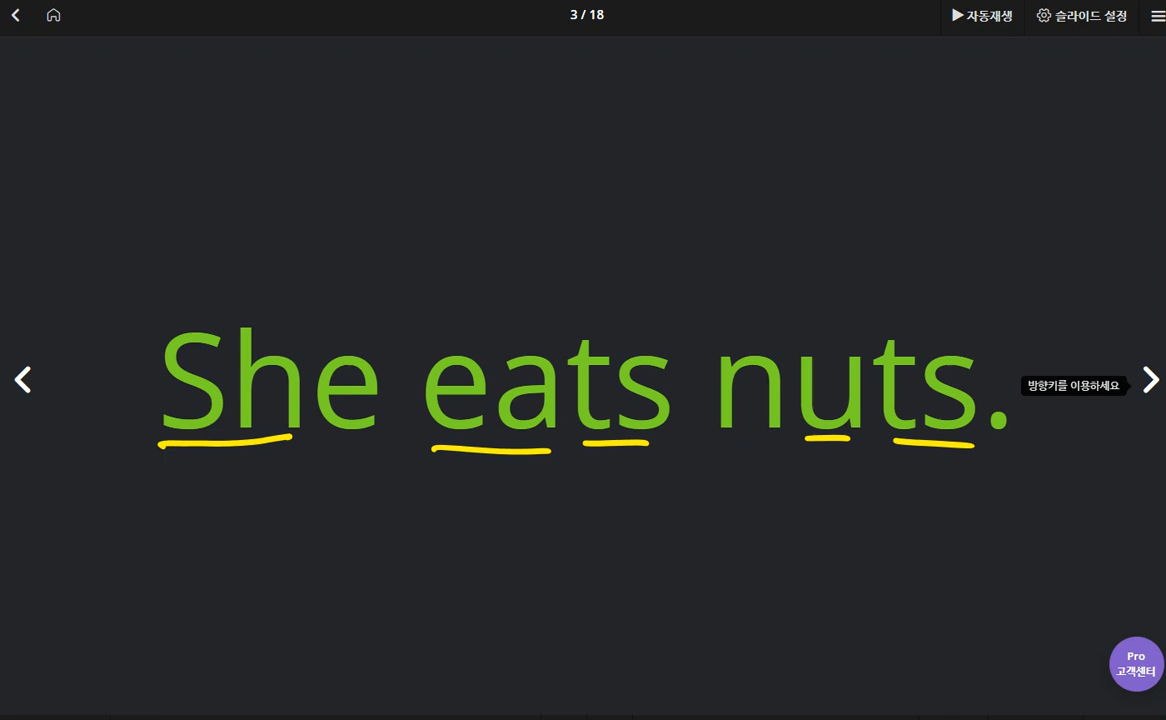 3 / 18
▶ 자동재생
슬라이드 설정
She eats nuts.
방향키를 이용하세요
Pro
고객센터